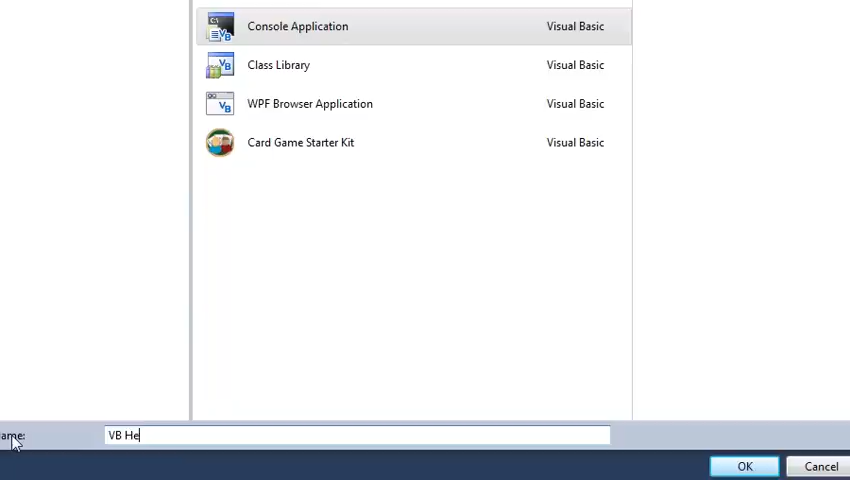 Console Application Visual Basic
Class Library Visual Basic
WPF Browser Application Visual Basic
Card Game Starter Kit Visual Basic
ame: VB He
OK Cancel